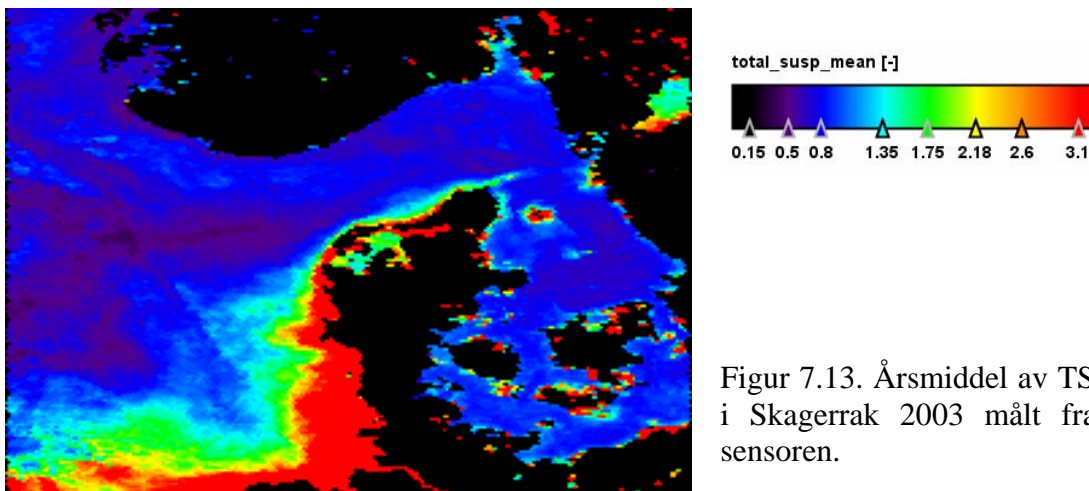 total_susp_mean [-]
0.15 0.5 0.8 1.35 1.75 2.18 2.6 3.1
Figur 7.13. Årsmiddel av TS
i Skagerrak 2003 målt fra
sensoren.